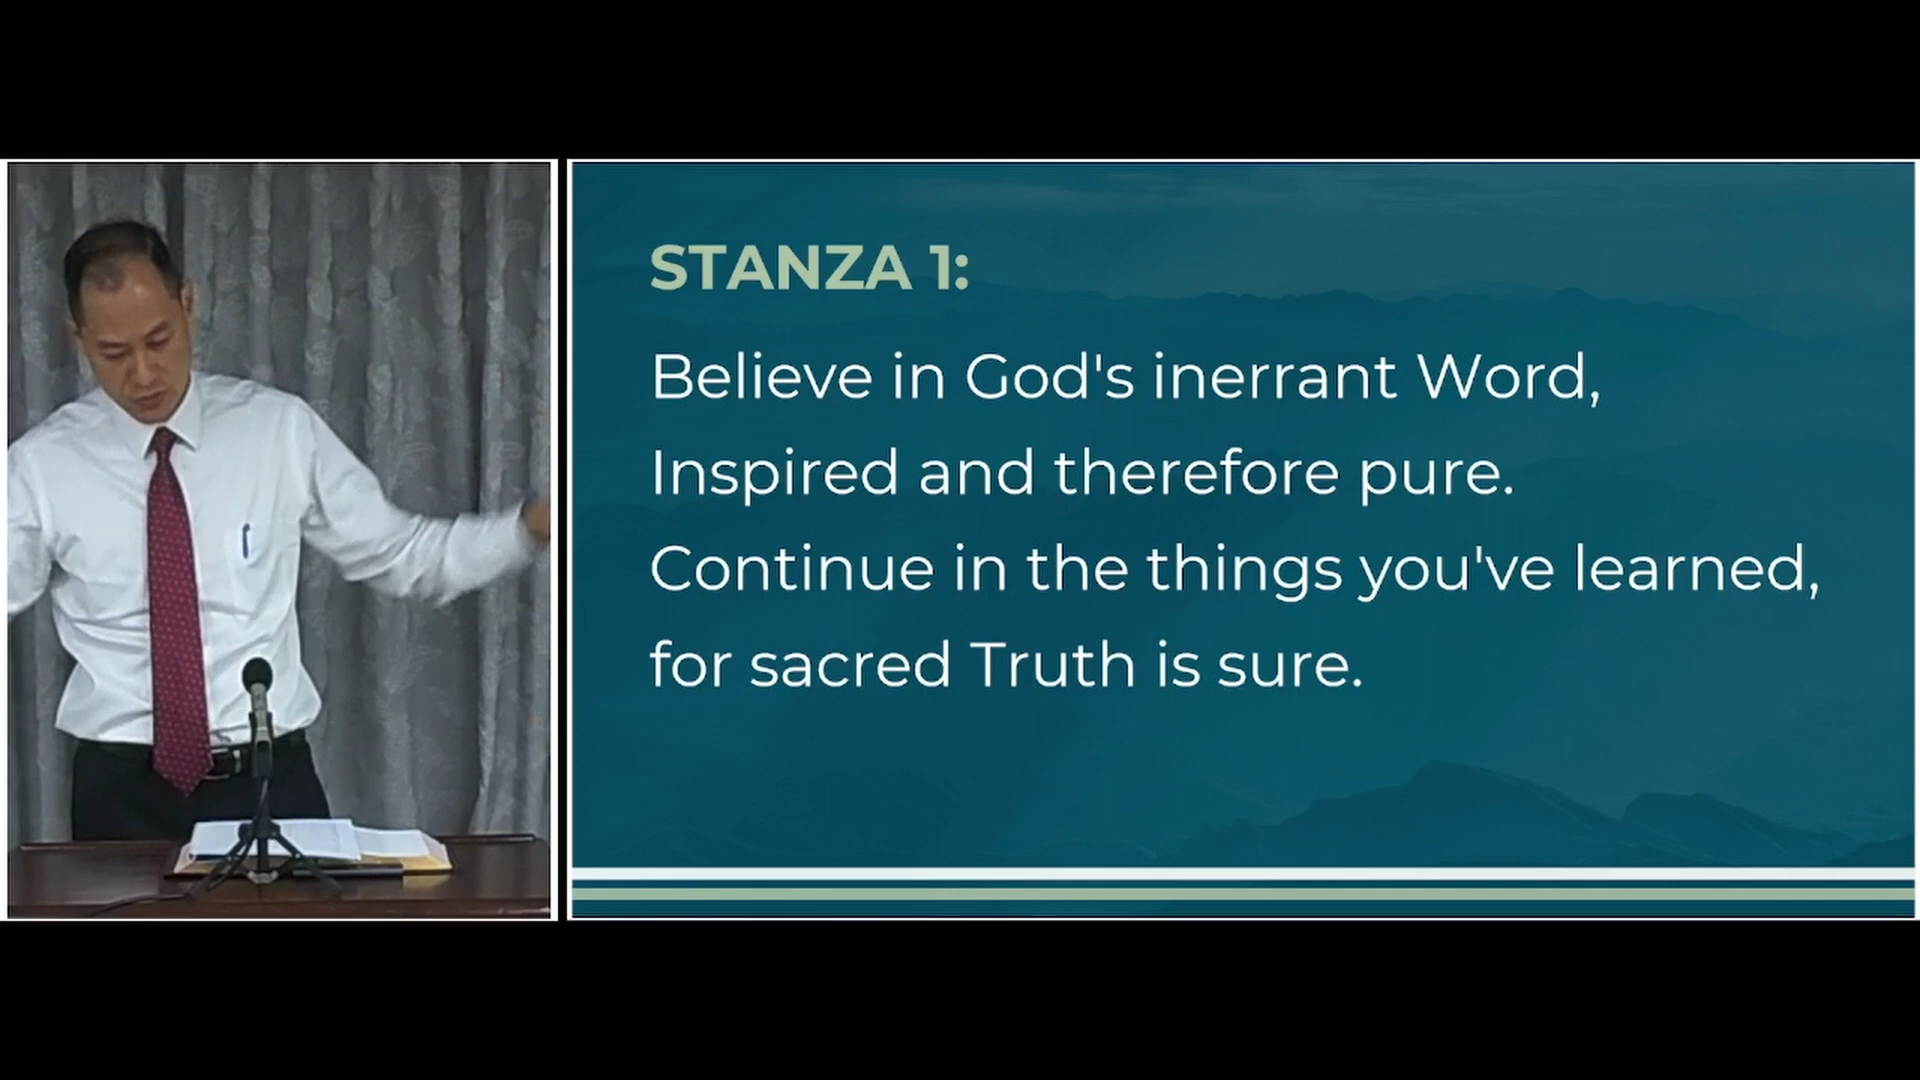 STANZA 1:
Believe in God's inerrant Word,
Inspired and therefore pure.
Continue in the things you've learned,
for sacred Truth is sure.